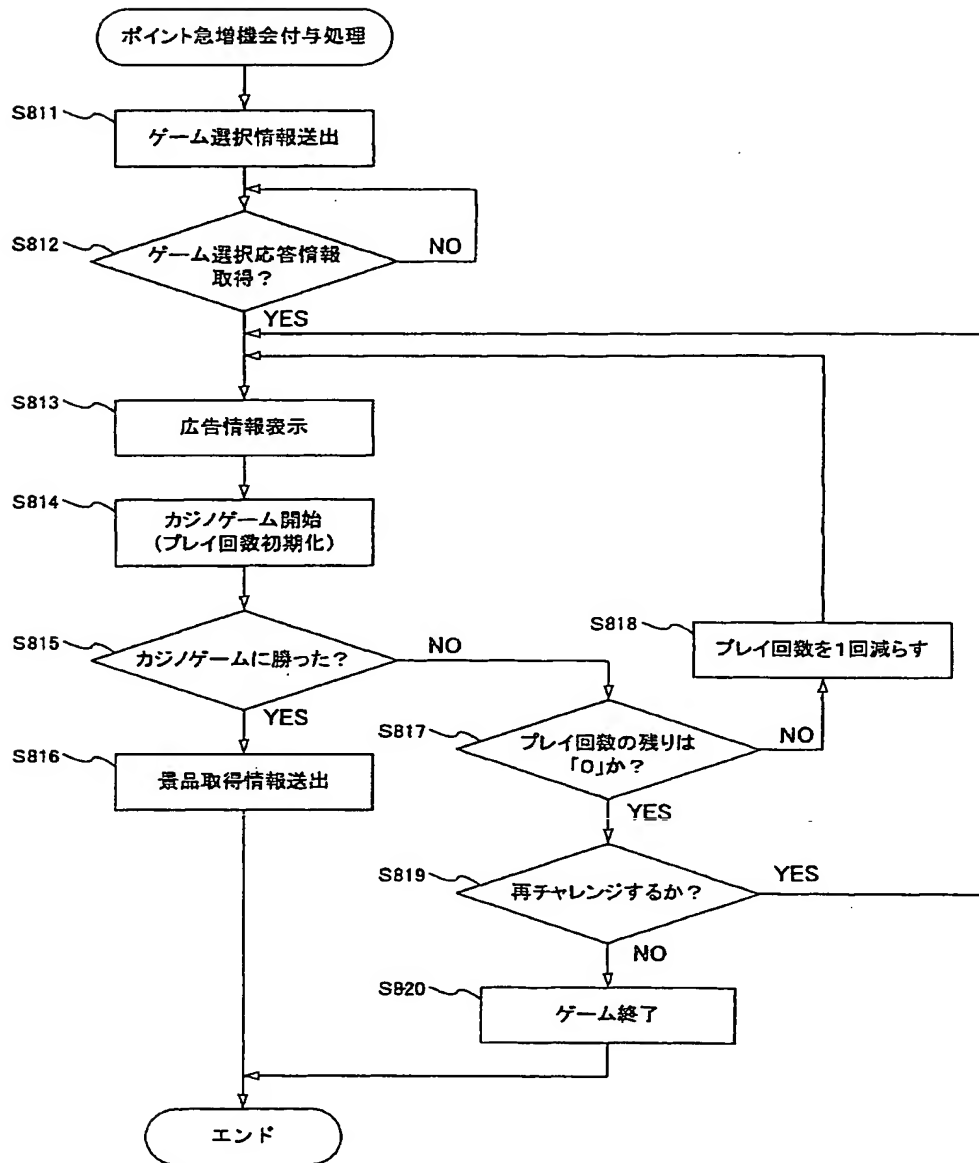 ポイント急増機会付与処理
S811
ゲーム選択情報送出
S812
ゲーム選択応答情報
取得？
NO
YES
S813
広告情報表示
S814
カジノゲーム開始
(プレイ回数初期化)
S815
カジノゲームに勝った？
NO
YES
S816
景品取得情報送出
S817
プレイ回数の残りは
「0」か？
NO
YES
S818
プレイ回数を1回減らす
S819
再チャレンジするか？
YES
NO
S820
ゲーム終了
エンド